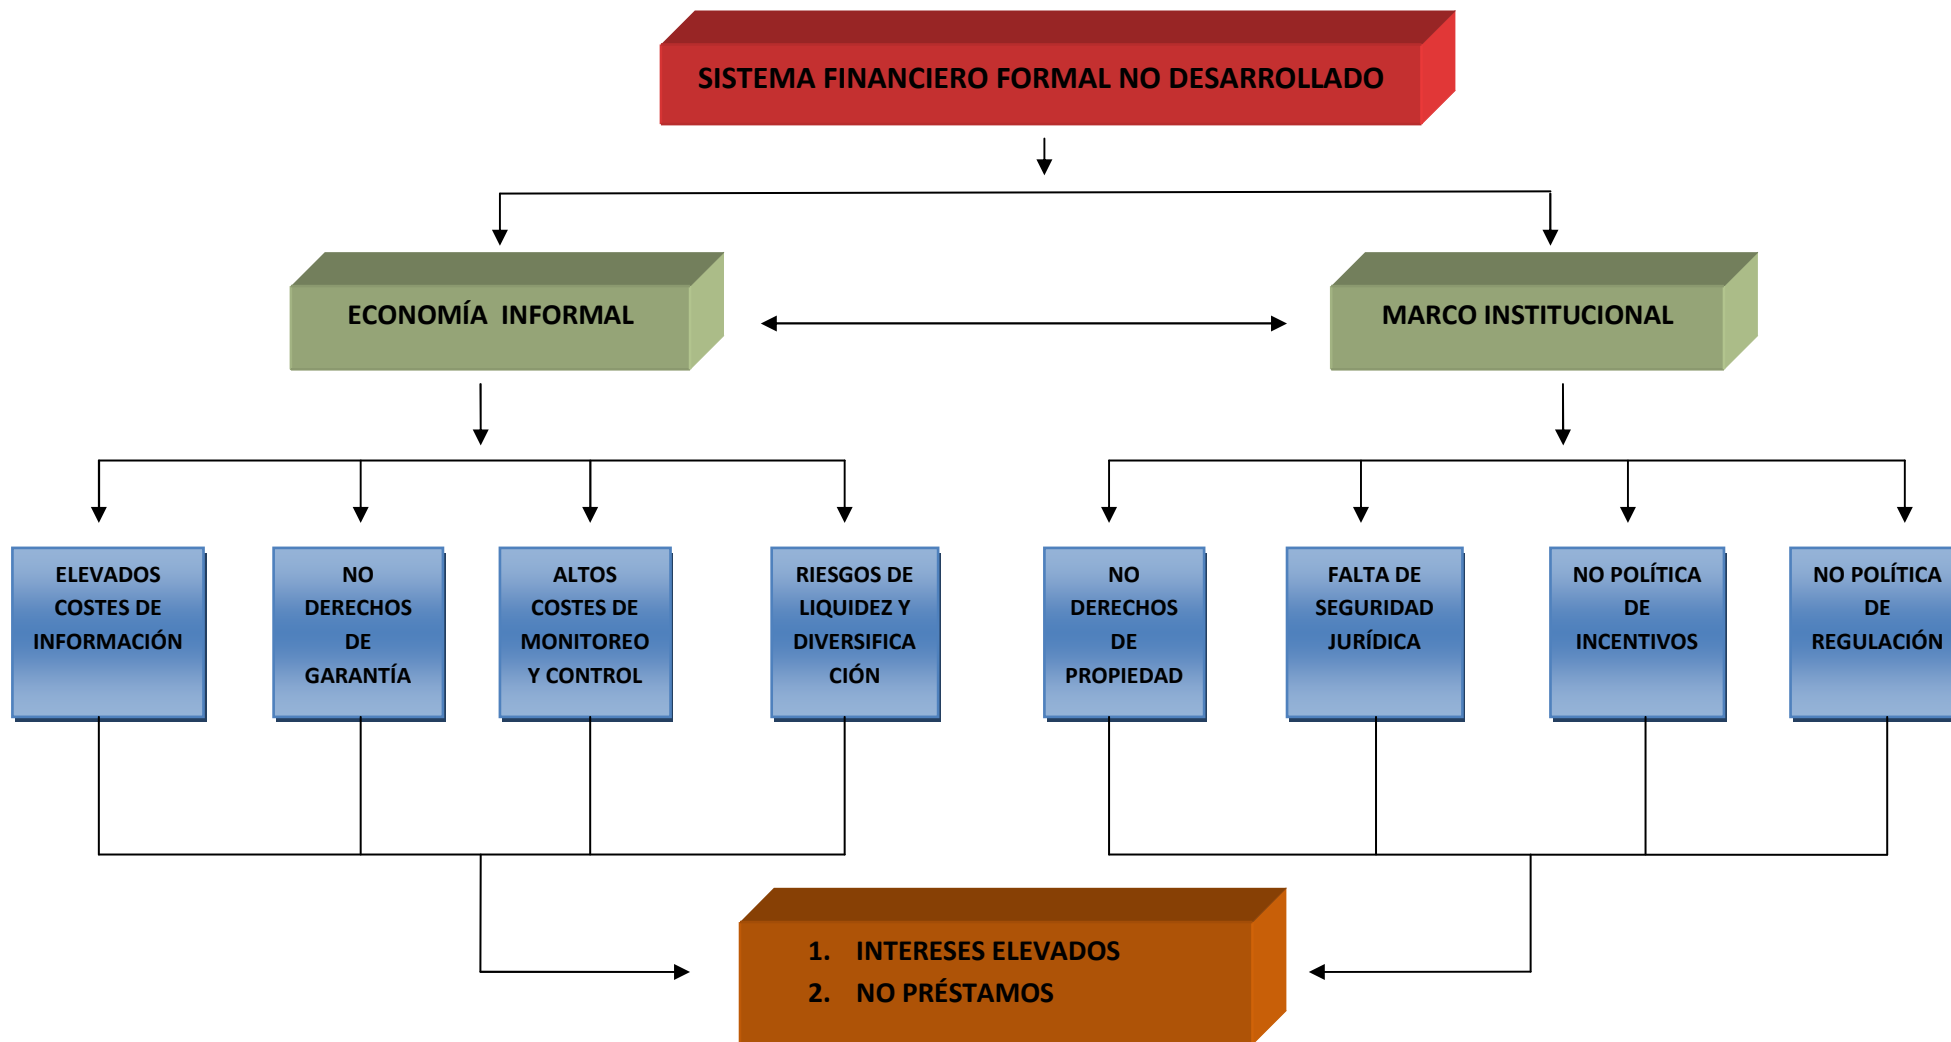 SISTEMA FINANCIERO FORMAL NO DESARROLLADO
ECONOMÍA  INFORMAL
MARCO INSTITUCIONAL
ELEVADOS
COSTES DE
INFORMACIÓN
NO
DERECHOS
DE
GARANTÍA
ALTOS
COSTES DE
MONITOREO
Y CONTROL
RIESGOS DE
LIQUIDEZ Y
DIVERSIFICA
CIÓN
NO
DERECHOS
DE
PROPIEDAD
FALTA DE
SEGURIDAD
JURÍDICA
NO POLÍTICA
DE
INCENTIVOS
NO POLÍTICA
DE
REGULACIÓN
1. INTERESES ELEVADOS
2. NO PRÉSTAMOS